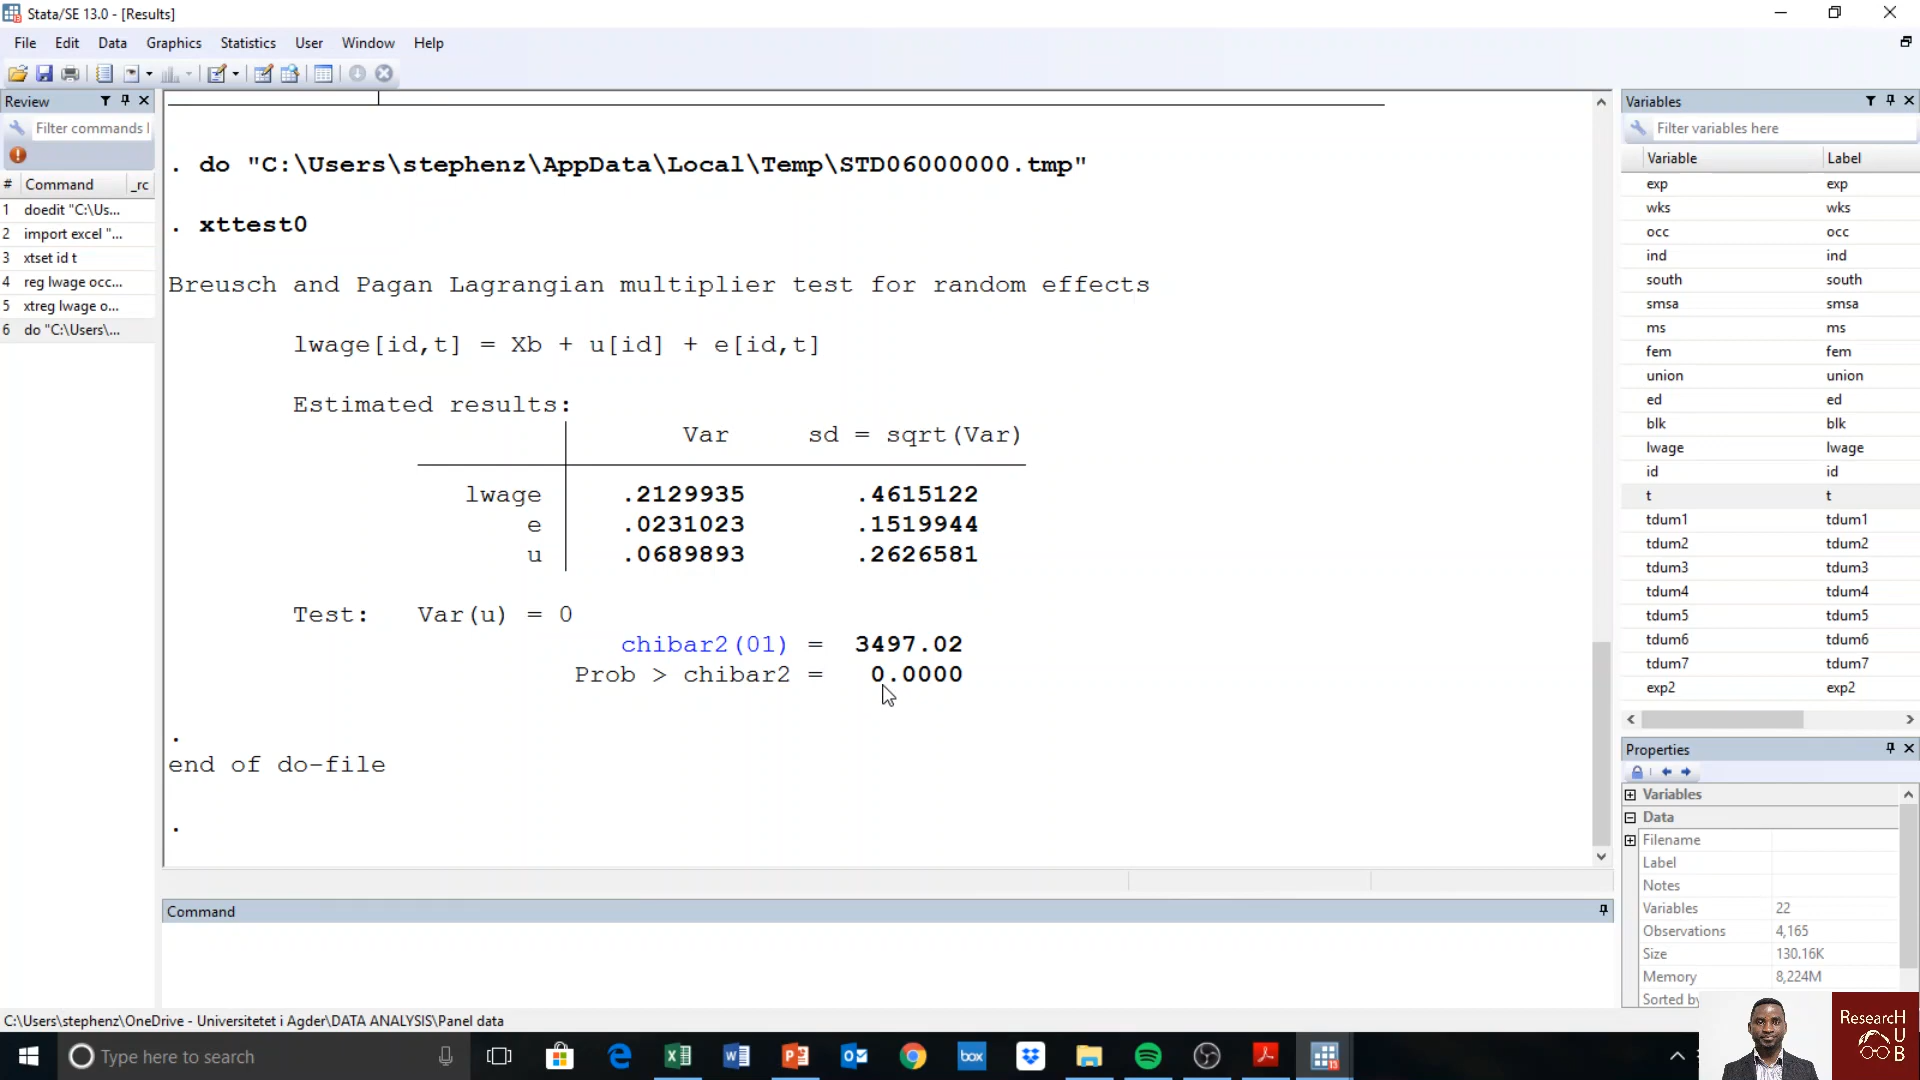 Stata/SE 13.0 - [Results]
File Edit Data Graphics Statistics User Window Help
Review
Filter commands
# Command _rc
1 doedit "C:\Us...
2 import excel "...
3 xtset id t
4 reg lwage occ...
5 xtreg lwage o...
6 do "C:\Users\...
. do "C:\Users\stephenz\AppData\Local\Temp\STD06000000.tmp"
. xttest0
Breusch and Pagan Lagrangian multiplier test for random effects
lwage[id,t] = Xb + u[id] + e[id,t]
Estimated results:
Var sd = sqrt(Var)
lwage .2129935 .4615122
e .0231023 .1519944
u .0689893 .2626581
Test: Var(u) = 0
chibar2(01) = 3497.02
Prob > chibar2 = 0.0000
.
end of do-file
.
Command
Variables
Filter variables here
Variable Label
exp exp
wks wks
occ occ
ind ind
south south
smsa smsa
ms ms
fem fem
union union
ed ed
blk blk
lwage lwage
id id
t t
tdum1 tdum1
tdum2 tdum2
tdum3 tdum3
tdum4 tdum4
tdum5 tdum5
tdum6 tdum6
tdum7 tdum7
exp2 exp2
Properties
Variables
Data
Filename
Label
Notes
Variables 22
Observations 4,165
Size 130.16K
Memory 8,224M
Sorted by
C:\Users\stephenz\OneDrive - Universitetet i Agder\DATA ANALYSIS\Panel data
Type here to search
box
13
ResearcH
U
B